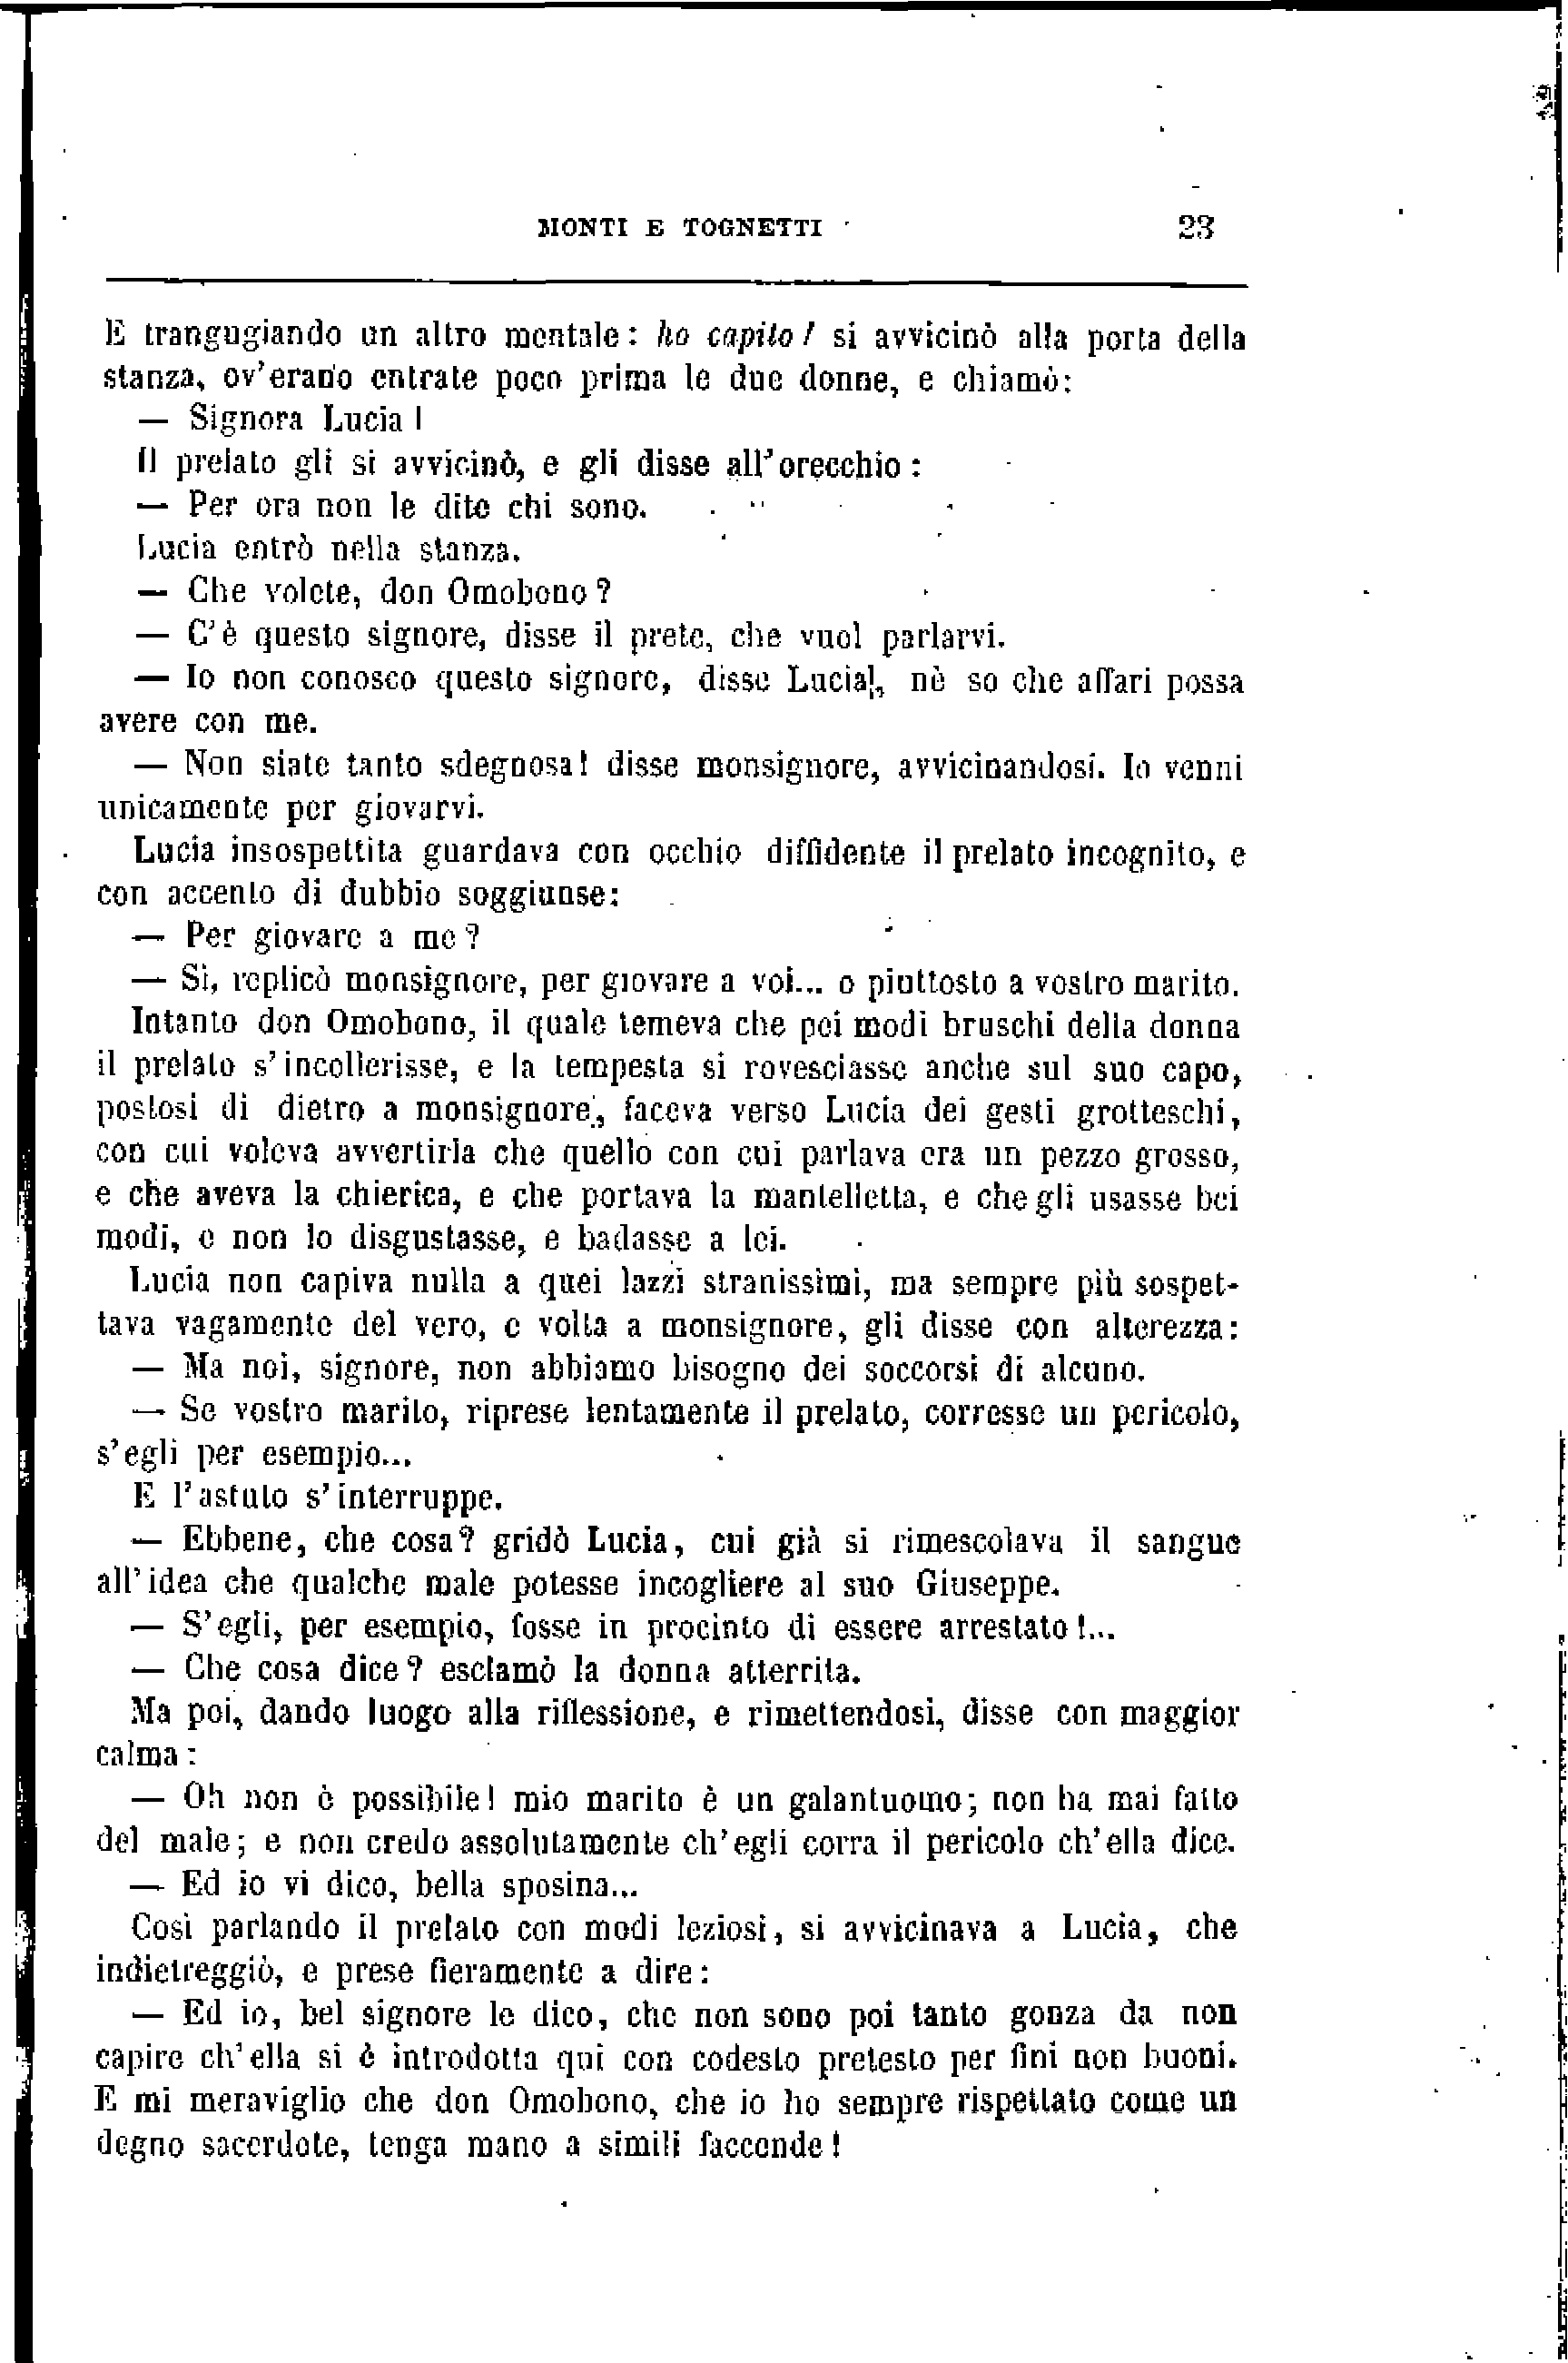 MONTI E TOGNETTI 23
E trangugiando un altro mentale: ho capito! si avvicinò alla porta della
stanza, ov'erano entrate poco prima le due donne, e chiamò:
— Signora Lucia!
Il prelato gli si avvicinò, e gli disse all'orecchio:
— Per ora non le dite chi sono.
Lucia entrò nella stanza.
— Che volete, don Omobono?
— C'è questo signore, disse il prete, che vuol parlarvi.
— Io non conosco questo signore, disse Lucia, nè so che affari possa
avere con me.
— Non siate tanto sdegnosa! disse monsignore, avvicinandosi. Io venni
unicamente per giovarvi.
Lucia insospettita guardava con occhio diffidente il prelato incognito, e
con accento di dubbio soggiunse:
— Per giovare a me?
— Sì, replicò monsignore, per giovare a voi... o piuttosto a vostro marito.
Intanto don Omobono, il quale temeva che pei modi bruschi della donna
il prelato s'incollerisse, e la tempesta si rovesciasse anche sul suo capo,
postosi di dietro a monsignore, faceva verso Lucia dei gesti grotteschi,
con cui voleva avvertirla che quello con cui parlava era un pezzo grosso,
e che aveva la chierica, e che portava la mantelletta, e che gli usasse bei
modi, e non lo disgustasse, e badasse a lei.
Lucia non capiva nulla a quei lazzi stranissimi, ma sempre più sospet-
tava vagamente del vero, e volta a monsignore, gli disse con alterezza:
— Ma noi, signore, non abbiamo bisogno dei soccorsi di alcuno.
— Se vostro marito, riprese lentamente il prelato, corresse un pericolo,
s'egli per esempio...
E l'astuto s'interruppe.
— Ebbene, che cosa? gridò Lucia, cui già si rimescolava il sangue
all'idea che qualche male potesse incogliere al suo Giuseppe.
— S'egli, per esempio, fosse in procinto di essere arrestato!...
— Che cosa dice? esclamò la donna atterrita.
Ma poi, dando luogo alla riflessione, e rimettendosi, disse con maggior
calma:
— Oh non è possibile! mio marito è un galantuomo; non ha mai fatto
del male; e non credo assolutamente ch'egli corra il pericolo ch'ella dice.
— Ed io vi dico, bella sposina...
Così parlando il prelato con modi leziosi, si avvicinava a Lucia, che
indietreggiò, e prese fieramente a dire:
— Ed io, bel signore le dico, che non sono poi tanto gonza da non
capire ch'ella si è introdotta qui con codesto pretesto per fini non buoni.
E mi meraviglio che don Omobono, che io ho sempre rispettato come un
degno sacerdote, tenga mano a simili faccende!